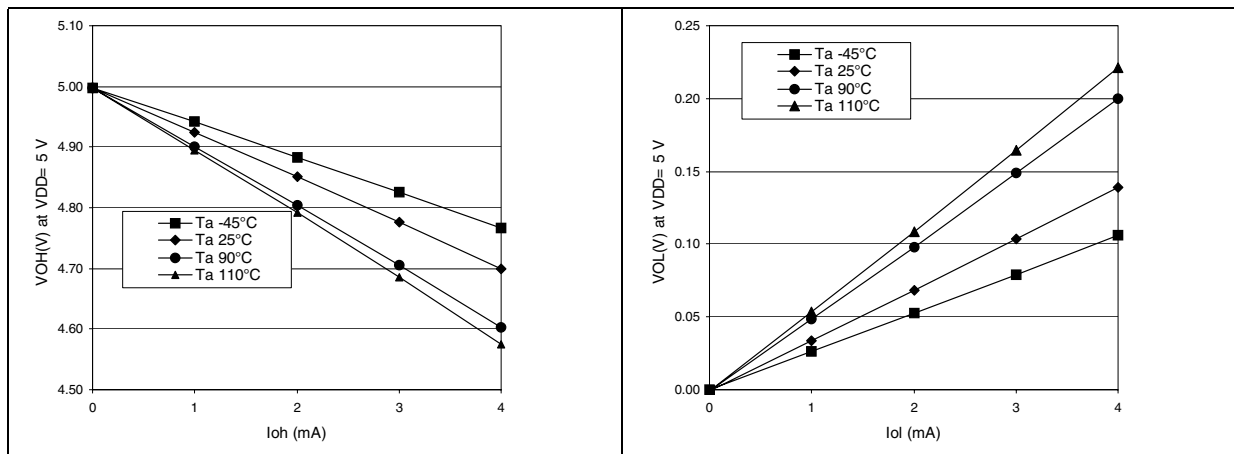 VOH(V) at VDD= 5 V
5.10
5.00
4.90
4.80
4.70
4.60
4.50
Ta -45°C
Ta 25°C
Ta 90°C
Ta 110°C
0 1 2 3 4
Ioh (mA)
VOL(V) at VDD= 5 V
0.25
0.20
0.15
0.10
0.05
0.00
Ta -45°C
Ta 25°C
Ta 90°C
Ta 110°C
0 1 2 3 4
Iol (mA)